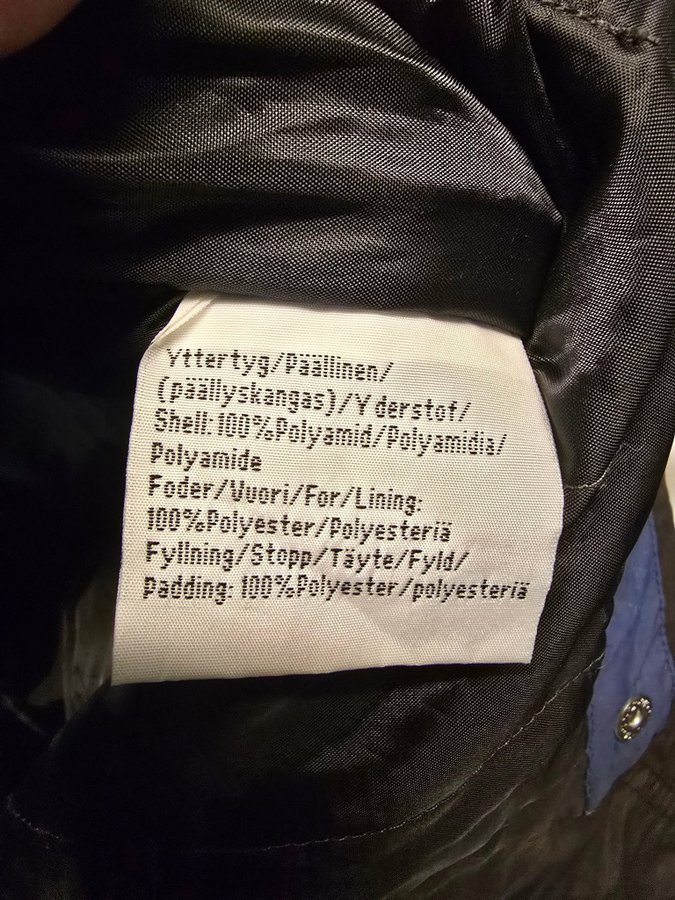 Yttertyg/Päällinen/
(päällyskangas)/Yderstof/
Shell:100%Polyamid/Polyamidia/
Polyamide
Foder/Vuori/For/Lining:
100%Polyester/Polyesteriä
Fyllning/Stopp/Täyte/Fyld/
padding: 100%Polyester/polyesteriä